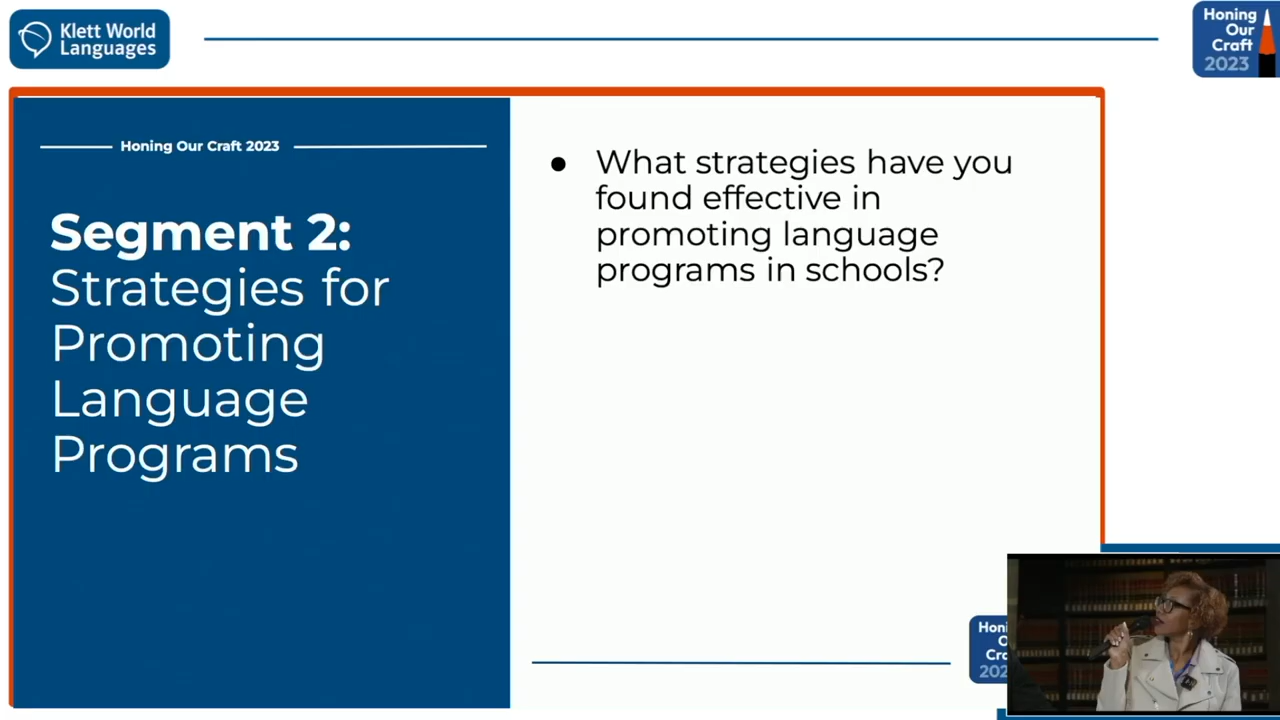 Klett World
Languages
Honing
Our
Craft
2023
Honing Our Craft 2023
Segment 2:
Strategies for
Promoting
Language
Programs
● What strategies have you
found effective in
promoting language
programs in schools?